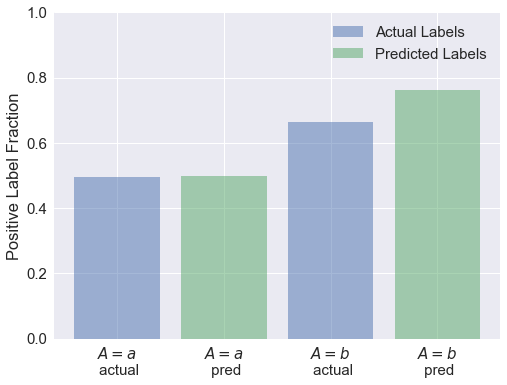 1.0
0.8
0.6
0.4
0.2
0.0
Positive Label Fraction
Actual Labels
Predicted Labels
A = a
actual
A = a
pred
A = b
actual
A = b
pred